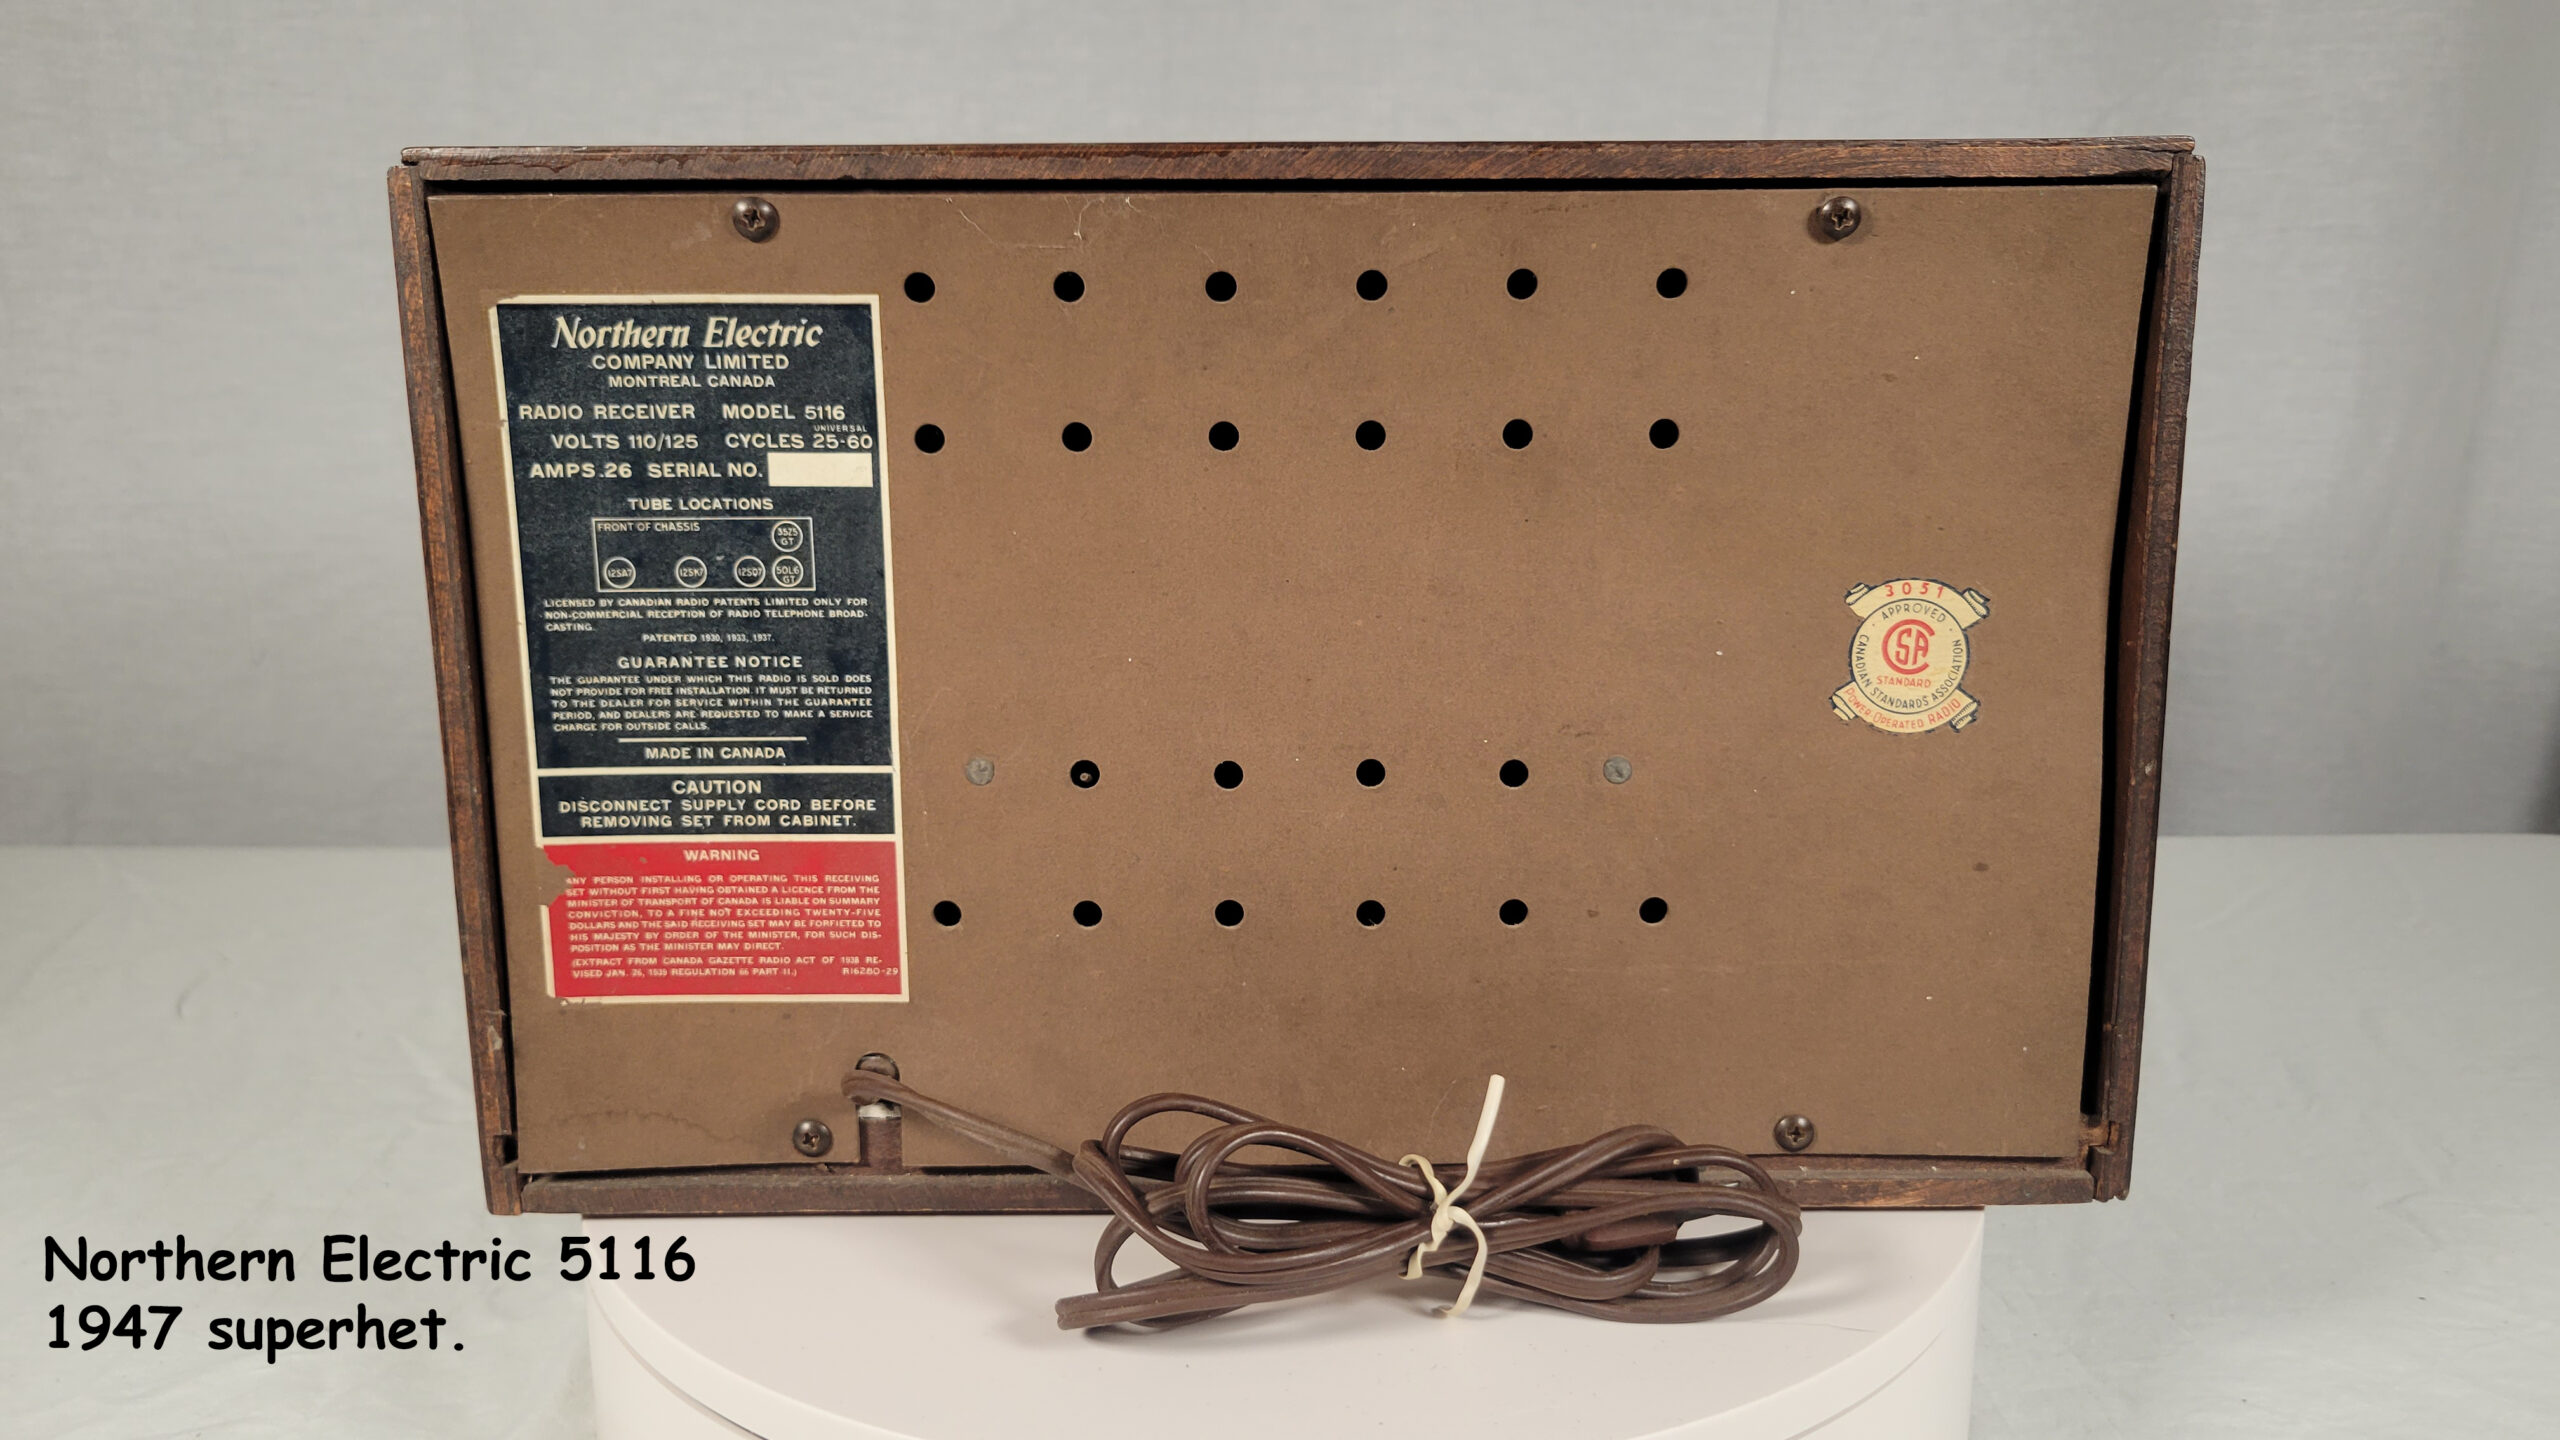 Northern Electric
COMPANY LIMITED
MONTREAL CANADA
RADIO RECEIVER MODEL 5116
UNIVERSAL
VOLTS 110/125 CYCLES 25-60
AMPS .26 SERIAL NO.
TUBE LOCATIONS
FRONT OF CHASSIS
35Z5
GT
12SA7 12SK7 12SQ7 50L6
GT
LICENSED BY CANADIAN RADIO PATENTS LIMITED ONLY FOR
NON-COMMERCIAL RECEPTION OF RADIO TELEPHONE BROAD-
CASTING.
PATENTED 1930, 1933, 1937.
GUARANTEE NOTICE
THE GUARANTEE UNDER WHICH THIS RADIO IS SOLD DOES
NOT PROVIDE FOR FREE INSTALLATION. IT MUST BE RETURNED
TO THE DEALER FOR SERVICE WITHIN THE GUARANTEE
PERIOD, AND DEALERS ARE REQUESTED TO MAKE A SERVICE
CHARGE FOR OUTSIDE CALLS.
MADE IN CANADA
CAUTION
DISCONNECT SUPPLY CORD BEFORE
REMOVING SET FROM CABINET.
WARNING
ANY PERSON INSTALLING OR OPERATING THIS RECEIVING
SET WITHOUT FIRST HAVING OBTAINED A LICENCE FROM THE
MINISTER OF TRANSPORT OF CANADA IS LIABLE ON SUMMARY
CONVICTION, TO A FINE NOT EXCEEDING TWENTY-FIVE
DOLLARS AND THE SAID RECEIVING SET MAY BE FORFIETED TO
HIS MAJESTY BY ORDER OF THE MINISTER, FOR SUCH DIS-
POSITION AS THE MINISTER MAY DIRECT.
(EXTRACT FROM CANADA GAZETTE RADIO ACT OF 1938 RE-
VISED JAN. 26, 1939 REGULATION 66 PART II.) R16280-29
3051
APPROVED
CSA
STANDARD
CANADIAN STANDARDS ASSOCIATION
POWER OPERATED RADIO
Northern Electric 5116
1947 superhet.